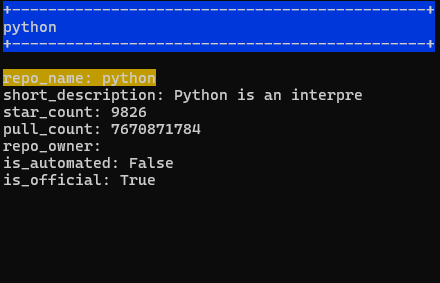 +----------------------------------------------+
python
+----------------------------------------------+
repo_name: python
short_description: Python is an interpre
star_count: 9826
pull_count: 7670871784
repo_owner:
is_automated: False
is_official: True